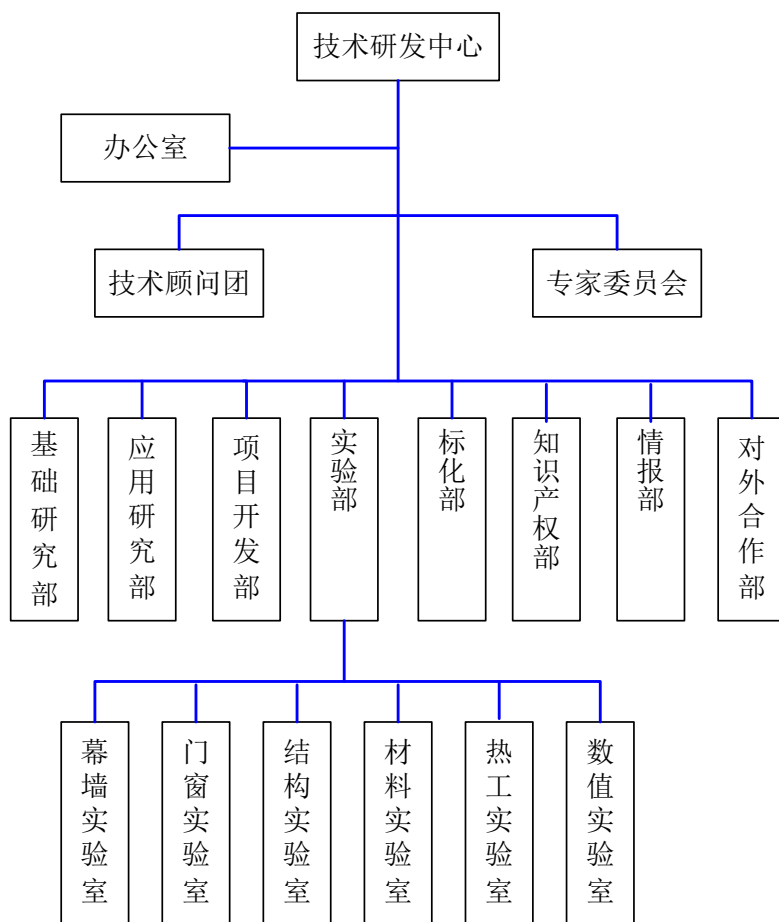 技术研发中心
办公室
技术顾问团
专家委员会
基础研究部
应用研究部
项目开发部
实验部
标化部
知识产权部
情报部
对外合作部
幕墙实验室
门窗实验室
结构实验室
材料实验室
热工实验室
数值实验室